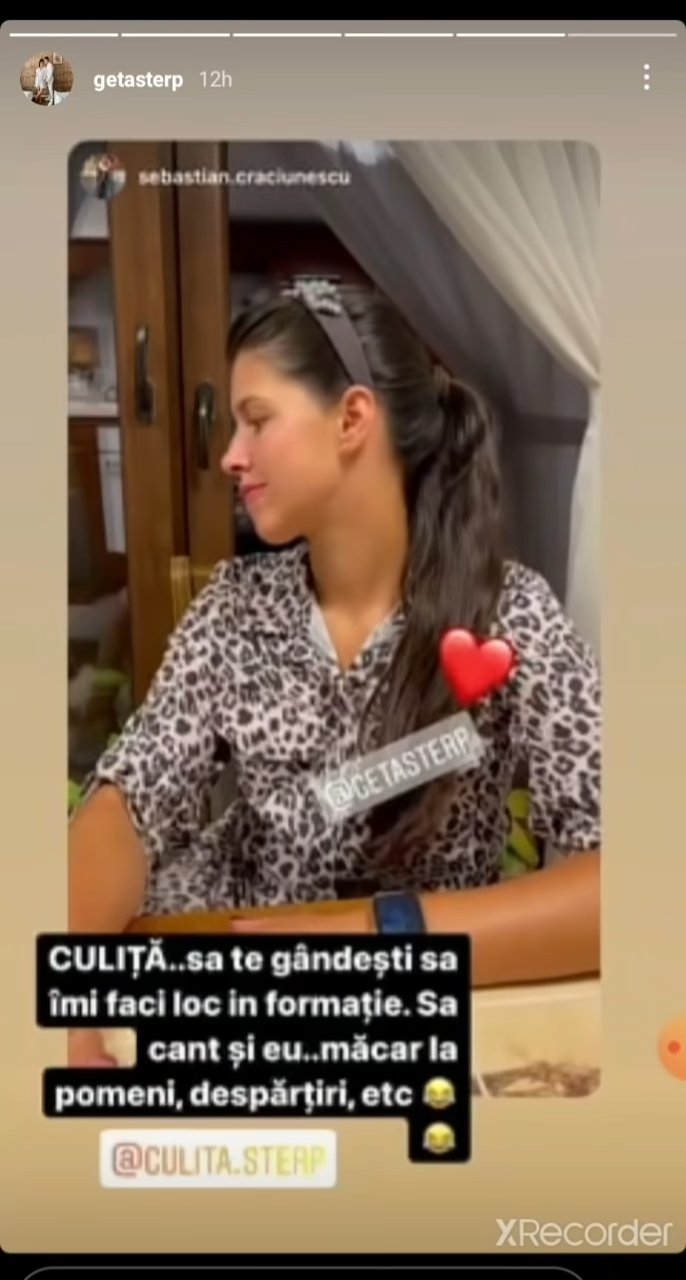 getasterp 12h
sebastian.craciunescu
@GETASTERP
CULIȚĂ..sa te gândești sa
îmi faci loc in formație. Sa
cant și eu..măcar la
pomeni, despărțiri, etc 😂
😂
@CULITA.STERP
XRecorder